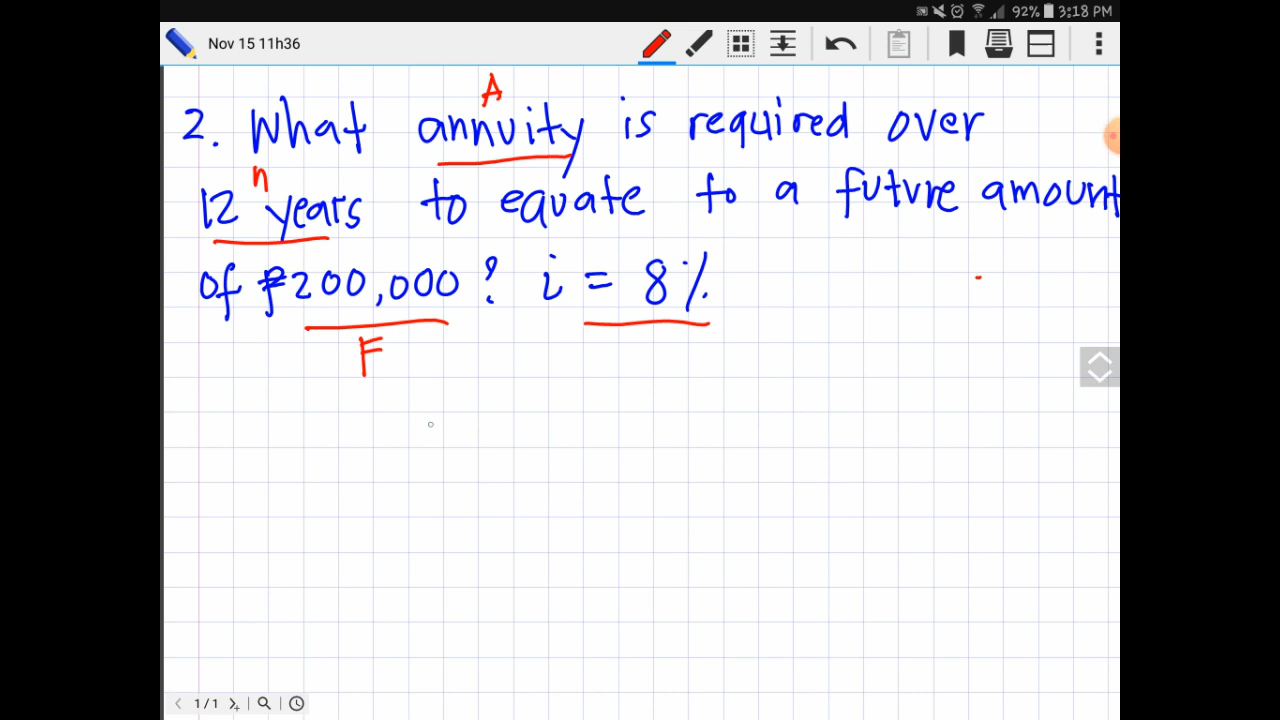 92% 3:18 PM
Nov 15 11h36
A
2. What annuity is required over
n
12 years to equate to a future amount
of ₱200,000? i = 8%
F
1/1